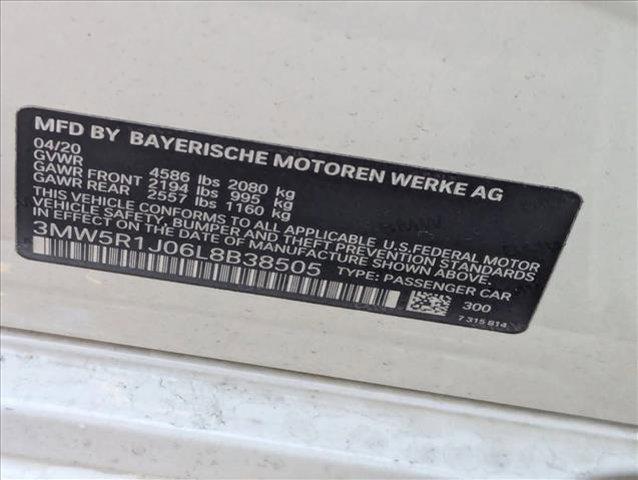 MFD BY BAYERISCHE MOTOREN WERKE AG
04/20
GVWR 4586 lbs 2080 kg
GAWR FRONT 2194 lbs 995 kg
GAWR REAR 2557 lbs 1160 kg
THIS VEHICLE CONFORMS TO ALL APPLICABLE U.S.FEDERAL MOTOR
VEHICLE SAFETY, BUMPER, AND THEFT PREVENTION STANDARDS
IN EFFECT ON THE DATE OF MANUFACTURE SHOWN ABOVE.
3MW5R1J06L8B38505 TYPE: PASSENGER CAR
300
7 315 814